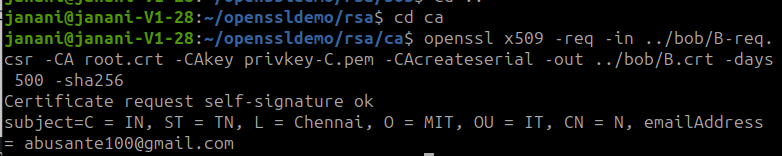 janani@janani-V1-28:~/openssldemo/rsa$ cd ca
janani@janani-V1-28:~/openssldemo/rsa/ca$ openssl x509 -req -in ../bob/B-req.
csr -CA root.crt -CAkey privkey-C.pem -CAcreateserial -out ../bob/B.crt -days
 500 -sha256
Certificate request self-signature ok
subject=C = IN, ST = TN, L = Chennai, O = MIT, OU = IT, CN = N, emailAddress
= abusante100@gmail.com